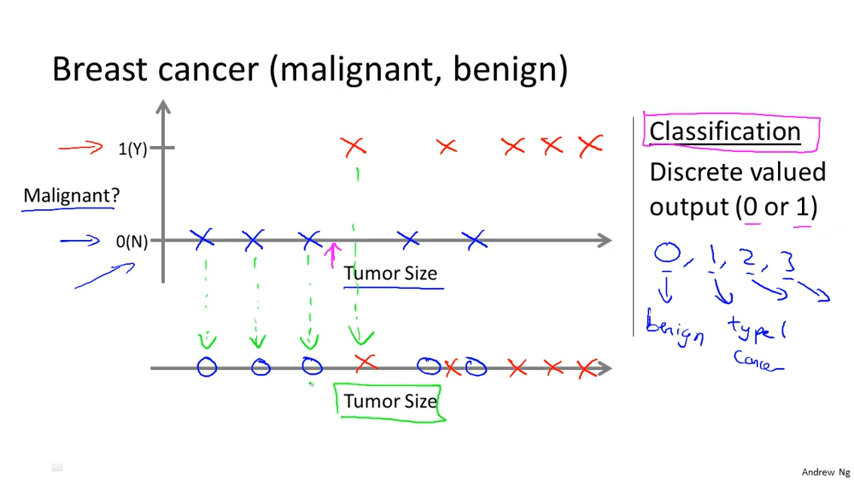 Breast cancer (malignant, benign)
1(Y)
Malignant?
0(N)
Tumor Size
Tumor Size
Classification
Discrete valued
output (0 or 1)
0, 1, 2, 3
benign
type 1
cancer
Andrew Ng